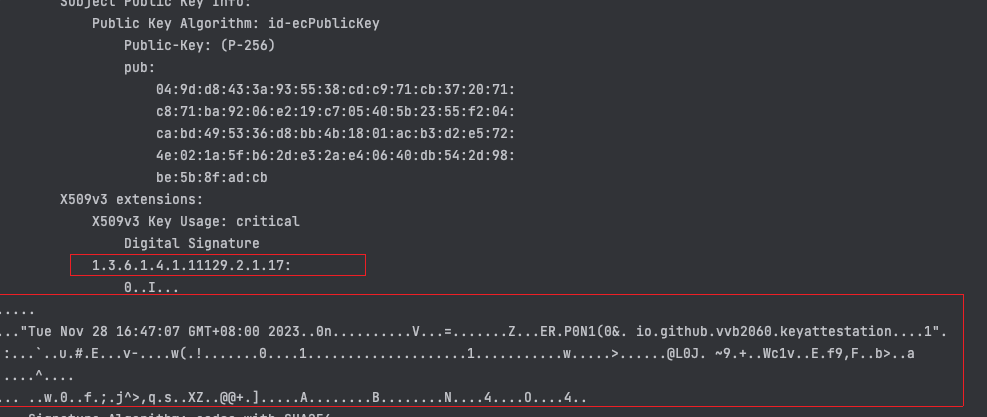 Subject Public Key Info:
Public Key Algorithm: id-ecPublicKey
Public-Key: (P-256)
pub:
04:9d:d8:43:3a:93:55:38:cd:c9:71:cb:37:20:71:
c8:71:ba:92:06:e2:19:c7:05:40:5b:23:55:f2:04:
ca:bd:49:53:36:d8:bb:4b:18:01:ac:b3:d2:e5:72:
4e:02:1a:5f:b6:2d:e3:2a:e4:06:40:db:54:2d:98:
be:5b:8f:ad:cb
X509v3 extensions:
X509v3 Key Usage: critical
Digital Signature
1.3.6.1.4.1.11129.2.1.17:
0..I...
.....
..."Tue Nov 28 16:47:07 GMT+08:00 2023..0n..........V...=.......Z...ER.P0N1(0&. io.github.vvb2060.keyattestation....1".
:...`..u.#.E...v-....w(.!.......0....1....................1...........w.....>......@L0J. ~9.+..Wc1v..E.f9,F..b>..a
.....^....
... ..w.0..f.;.j^>,q.s..XZ..@@+.].....A........B........N....4....O....4..